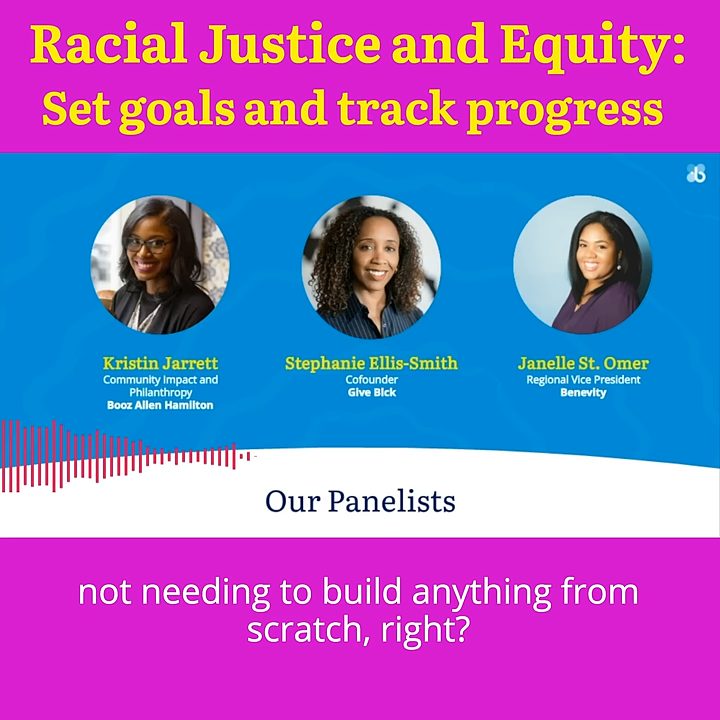 Racial Justice and Equity:
Set goals and track progress
b
Kristin Jarrett
Community Impact and
Philanthropy
Booz Allen Hamilton
Stephanie Ellis-Smith
Cofounder
Give Blck
Janelle St. Omer
Regional Vice President
Benevity
Our Panelists
not needing to build anything from
scratch, right?